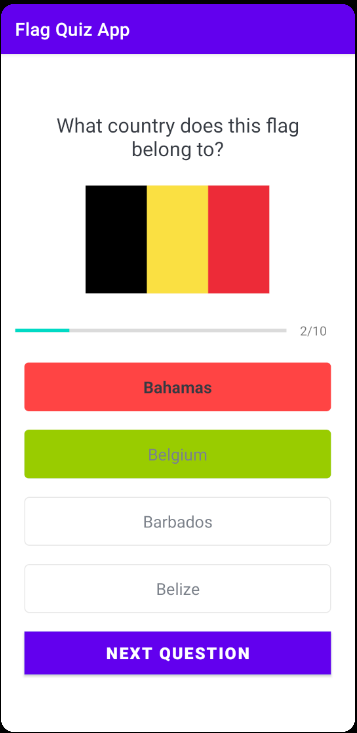 Flag Quiz App
What country does this flag
belong to?
2/10
Bahamas
Belgium
Barbados
Belize
NEXT QUESTION